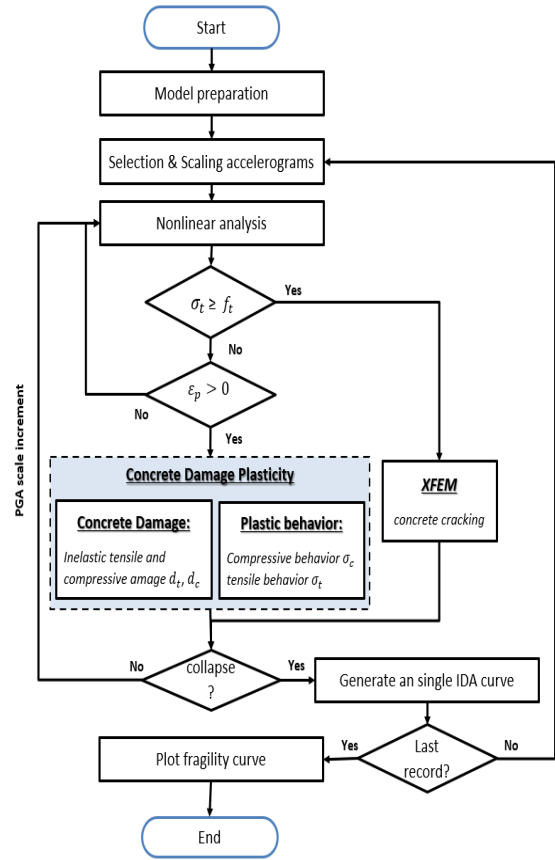 Start
Model preparation
Selection & Scaling accelerograms
Nonlinear analysis
σt ≥ ft
Yes
No
εp > 0
No
Yes
PGA scale increment
Concrete Damage Plasticity
Concrete Damage:
Inelastic tensile and
compressive amage dt, dc
Plastic behavior:
Compressive behavior σc
tensile behavior σt
XFEM
concrete cracking
No
collapse
?
Yes
Generate an single IDA curve
Plot fragility curve
Yes
Last
record?
No
End